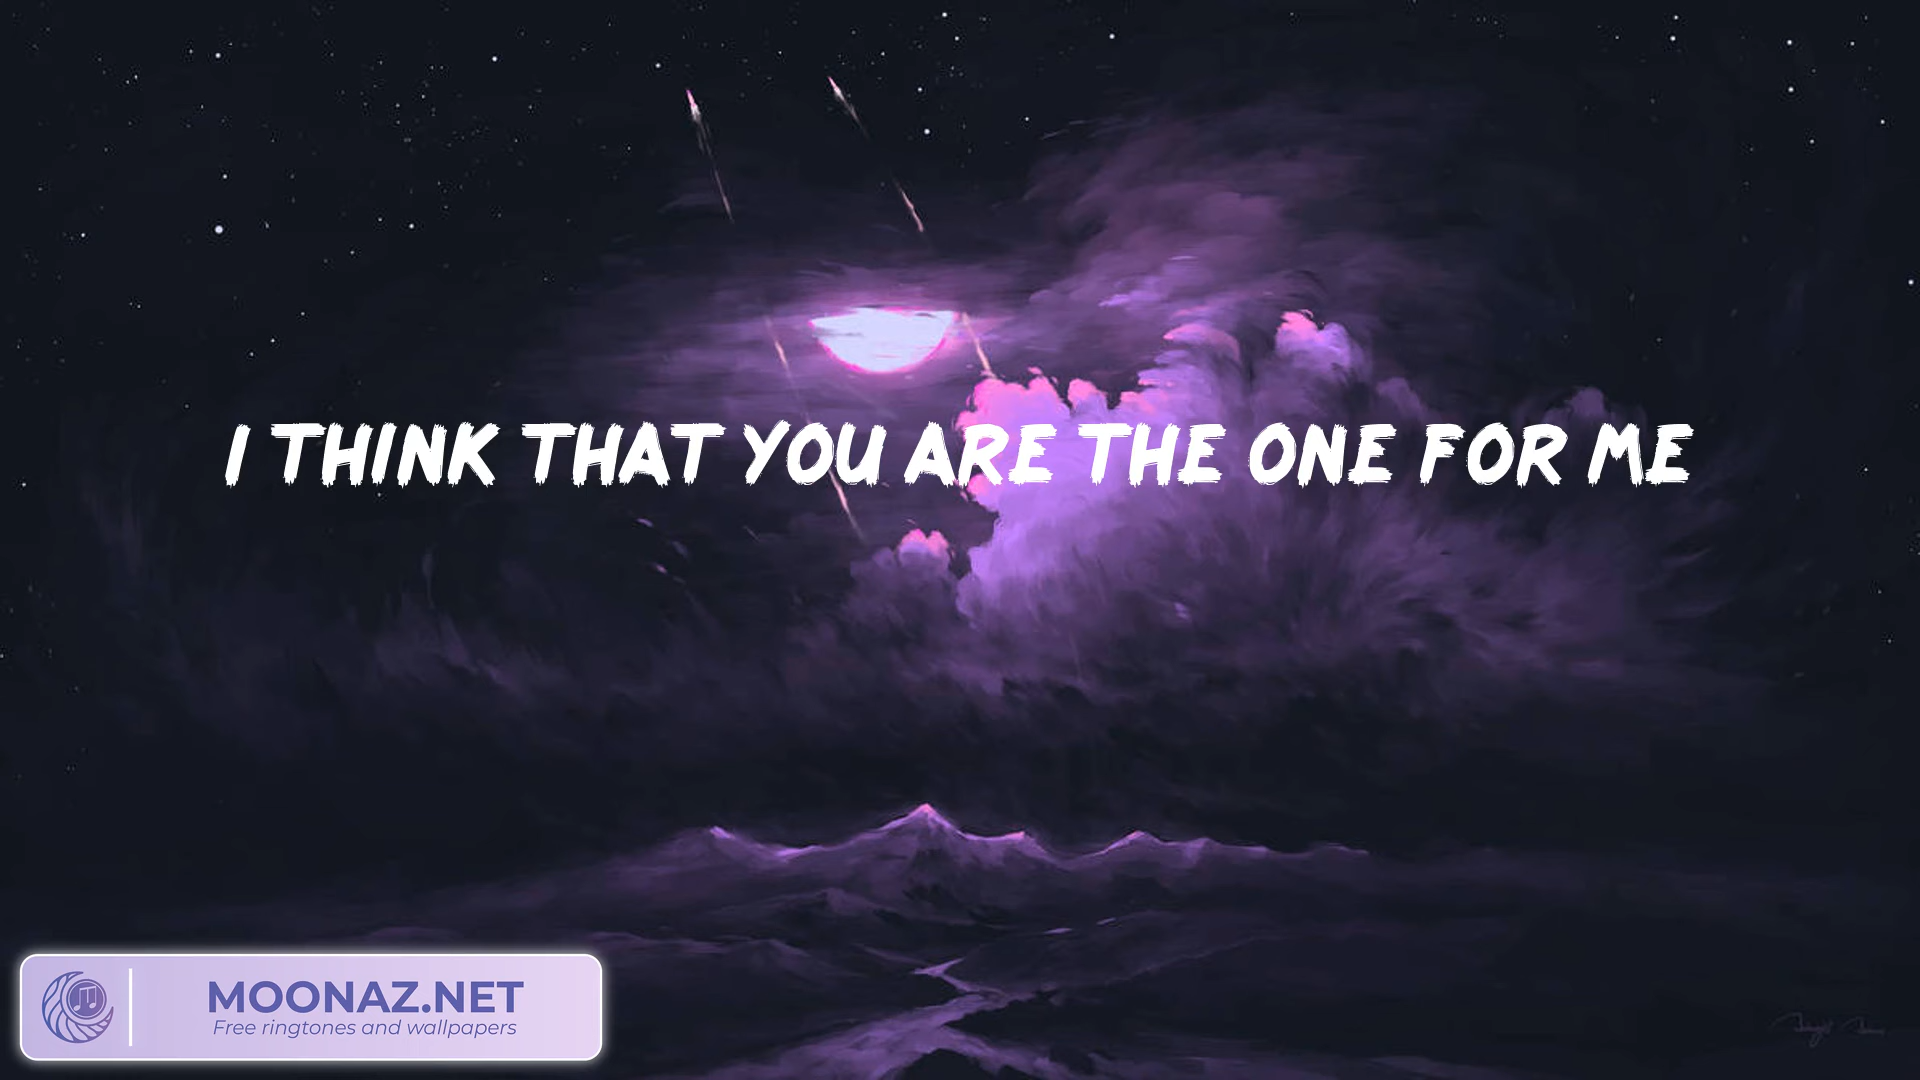 I THINK THAT YOU ARE THE ONE FOR ME
MOONAZ.NET
Free ringtones and wallpapers